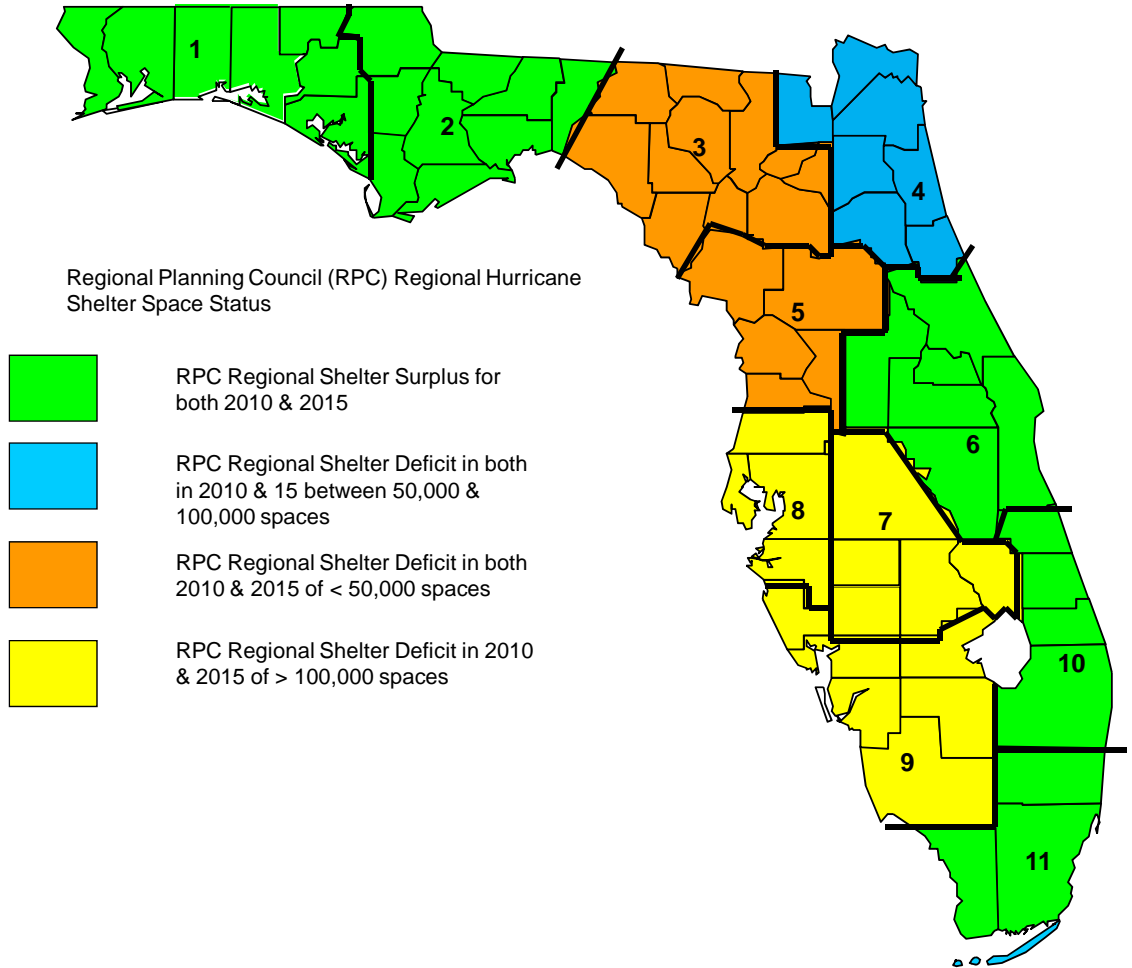 1
2
3
4
Regional Planning Council (RPC) Regional Hurricane
Shelter Space Status
5
RPC Regional Shelter Surplus for
both 2010 & 2015
6
RPC Regional Shelter Deficit in both
in 2010 & 15 between 50,000 &
100,000 spaces
8
7
RPC Regional Shelter Deficit in both
2010 & 2015 of < 50,000 spaces
RPC Regional Shelter Deficit in 2010
& 2015 of > 100,000 spaces
10
9
11